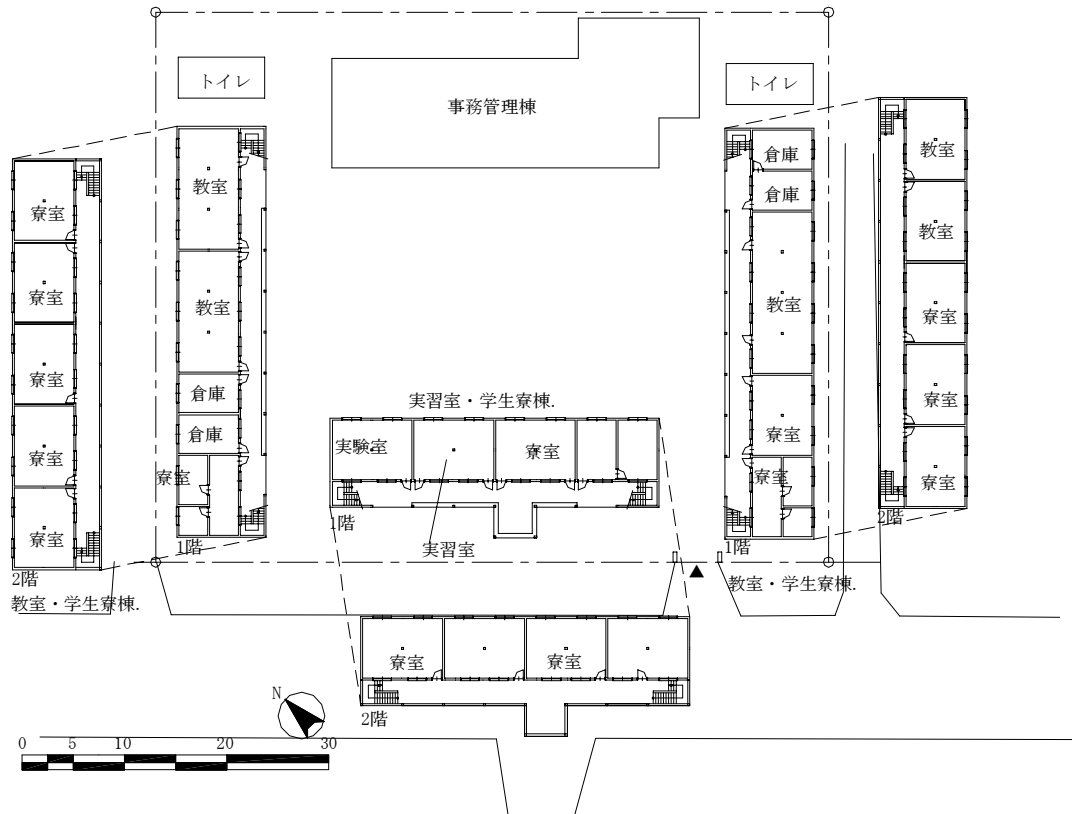 トイレ
事務管理棟
トイレ
寮室
寮室
寮室
寮室
寮室
2階
教室・学生寮棟.
教室
教室
倉庫
倉庫
寮室
1階
実習室・学生寮棟.
実験室
寮室
1階
実習室
倉庫
倉庫
教室
寮室
寮室
1階
教室・学生寮棟.
教室
教室
寮室
寮室
寮室
2階
寮室
寮室
2階
N
0 5 10 20 30